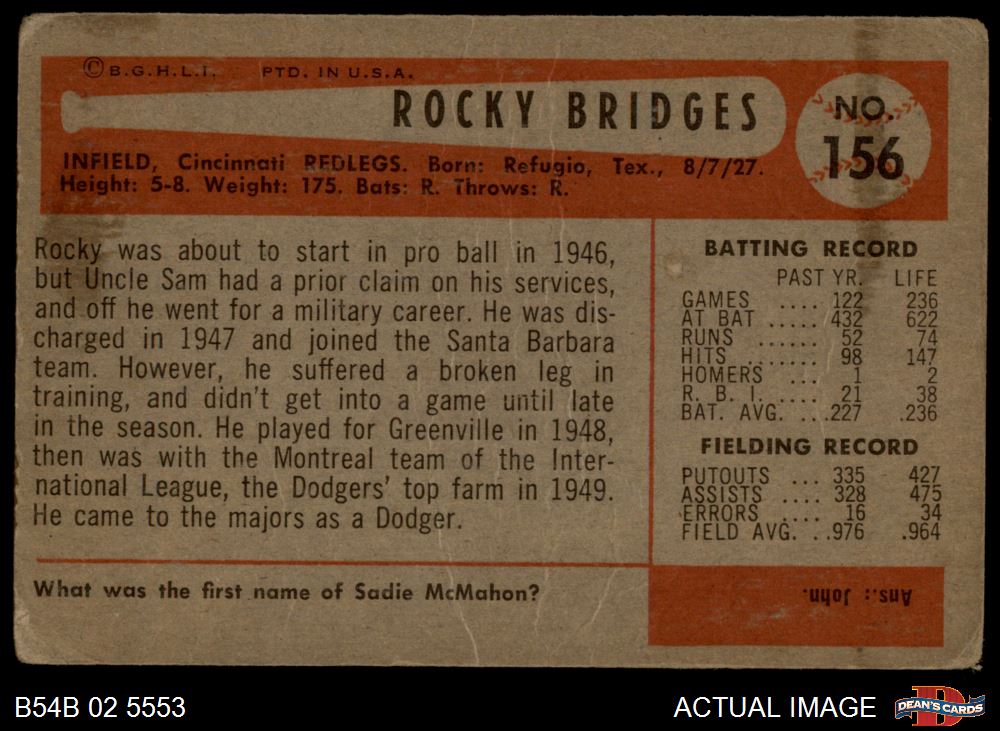 © B.G.H.L.I. PTD. IN U.S.A.
ROCKY BRIDGES
NO.
156
INFIELD, Cincinnati REDLEGS. Born: Refugio, Tex., 8/7/27.
Height: 5-8. Weight: 175. Bats: R. Throws: R.
Rocky was about to start in pro ball in 1946,
but Uncle Sam had a prior claim on his services,
and off he went for a military career. He was dis-
charged in 1947 and joined the Santa Barbara
team. However, he suffered a broken leg in
training, and didn't get into a game until late
in the season. He played for Greenville in 1948,
then was with the Montreal team of the Inter-
national League, the Dodgers' top farm in 1949.
He came to the majors as a Dodger.
BATTING RECORD
PAST YR. LIFE
GAMES .... 122 236
AT BAT ..... 432 622
RUNS ...... 52 74
HITS ...... 98 147
HOMERS ... 1 2
R. B. I. .... 21 38
BAT. AVG. ...227 .236
FIELDING RECORD
PUTOUTS ... 335 427
ASSISTS .... 328 475
ERRORS .... 16 34
FIELD AVG. ..976 .964
What was the first name of Sadie McMahon?
Ans.: John.
B54B 02 5553
ACTUAL IMAGE
DEAN'S CARDS